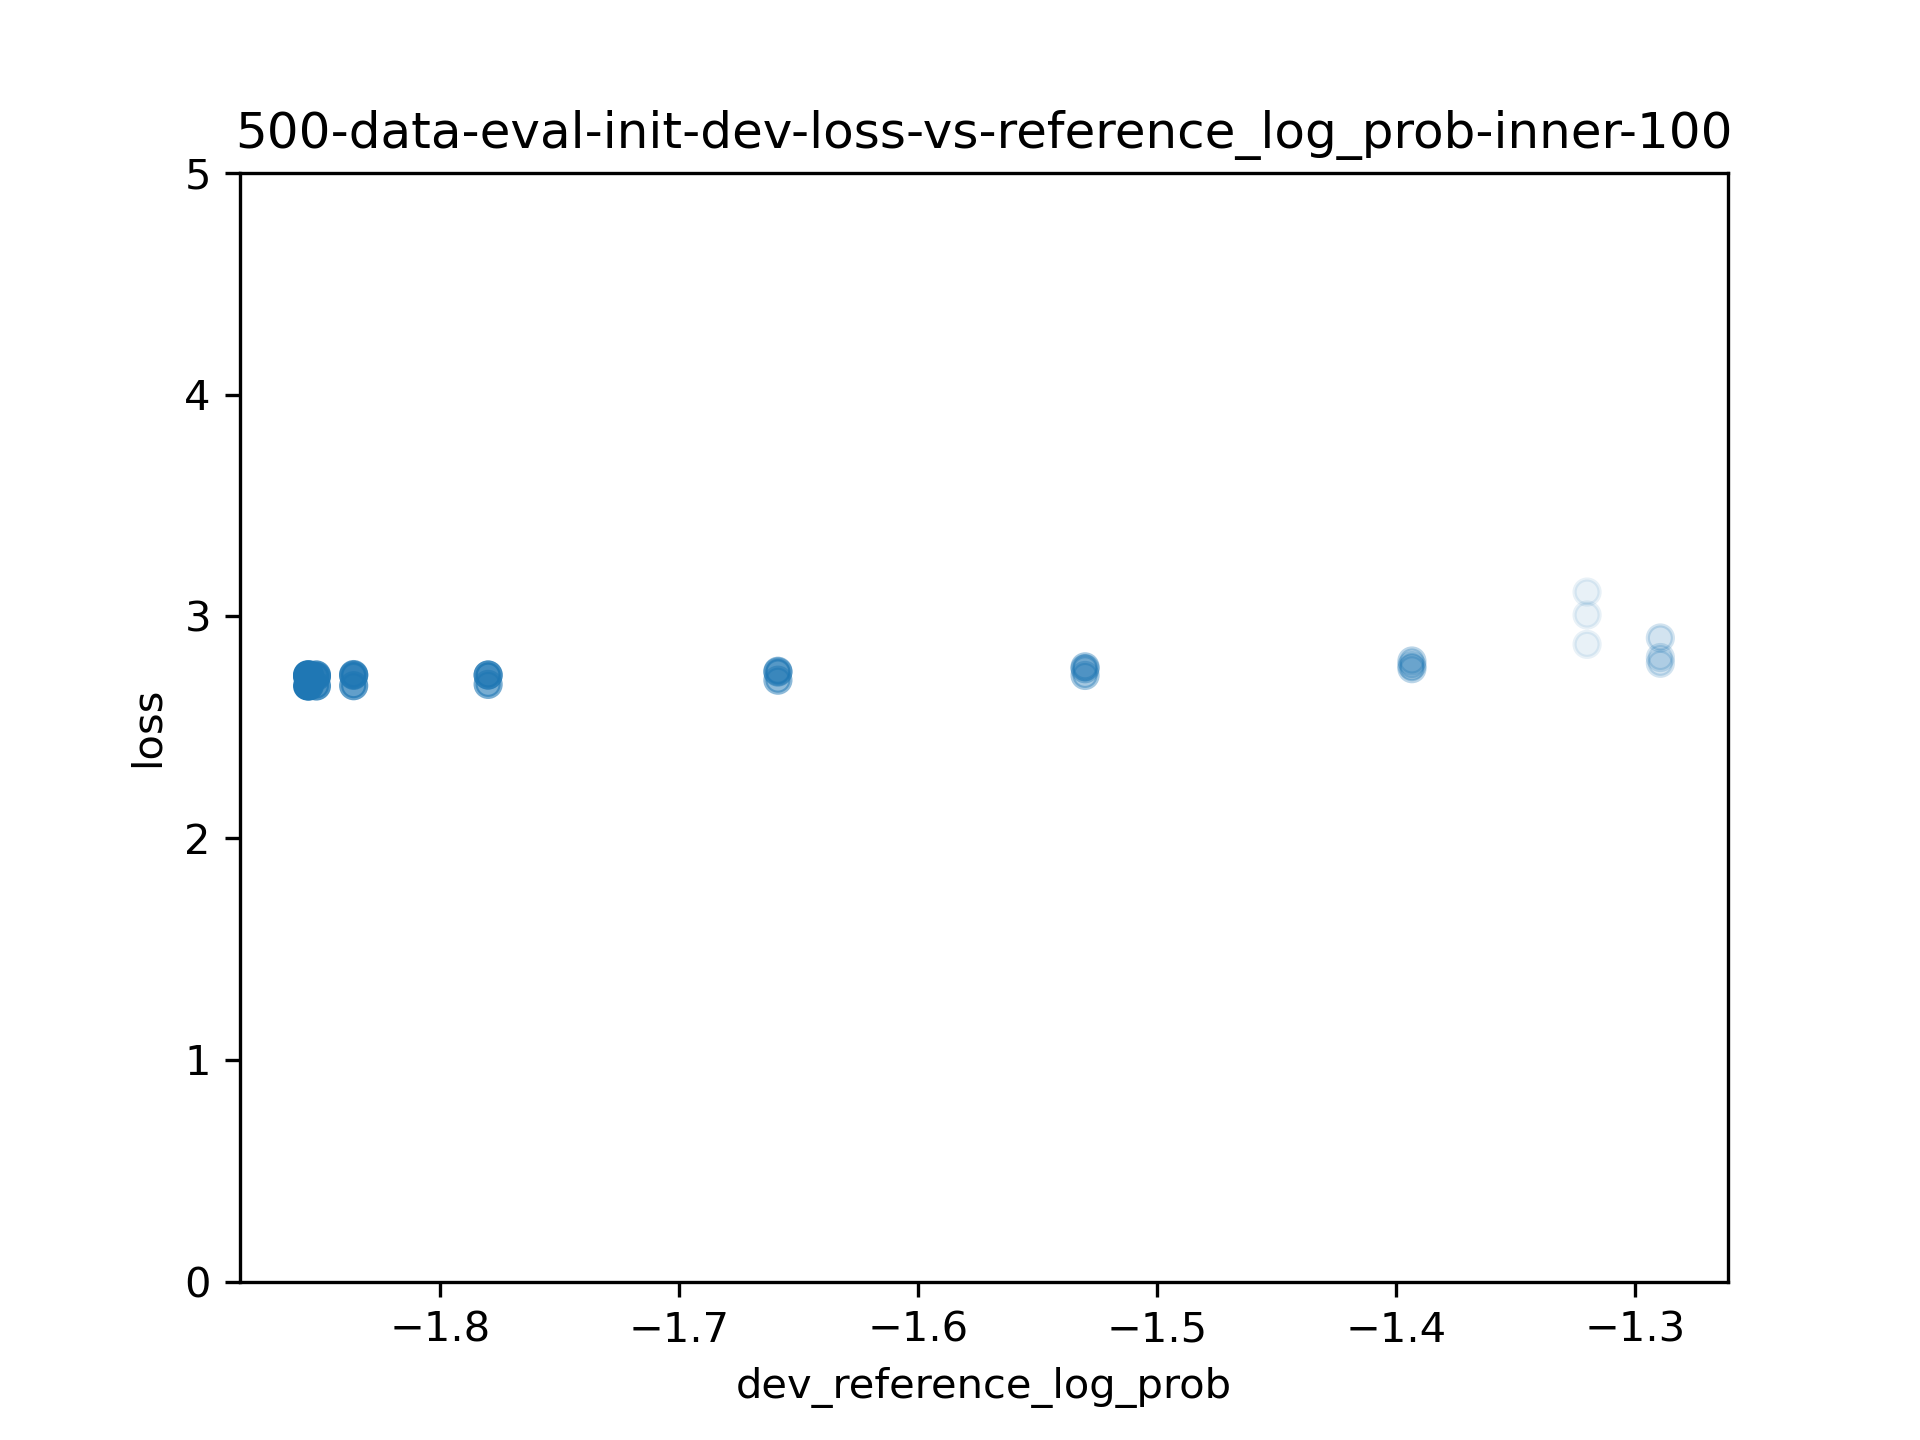 500-data-eval-init-dev-loss-vs-reference_log_prob-inner-100
5
4
3
2
1
0
loss
−1.8 −1.7 −1.6 −1.5 −1.4 −1.3
dev_reference_log_prob